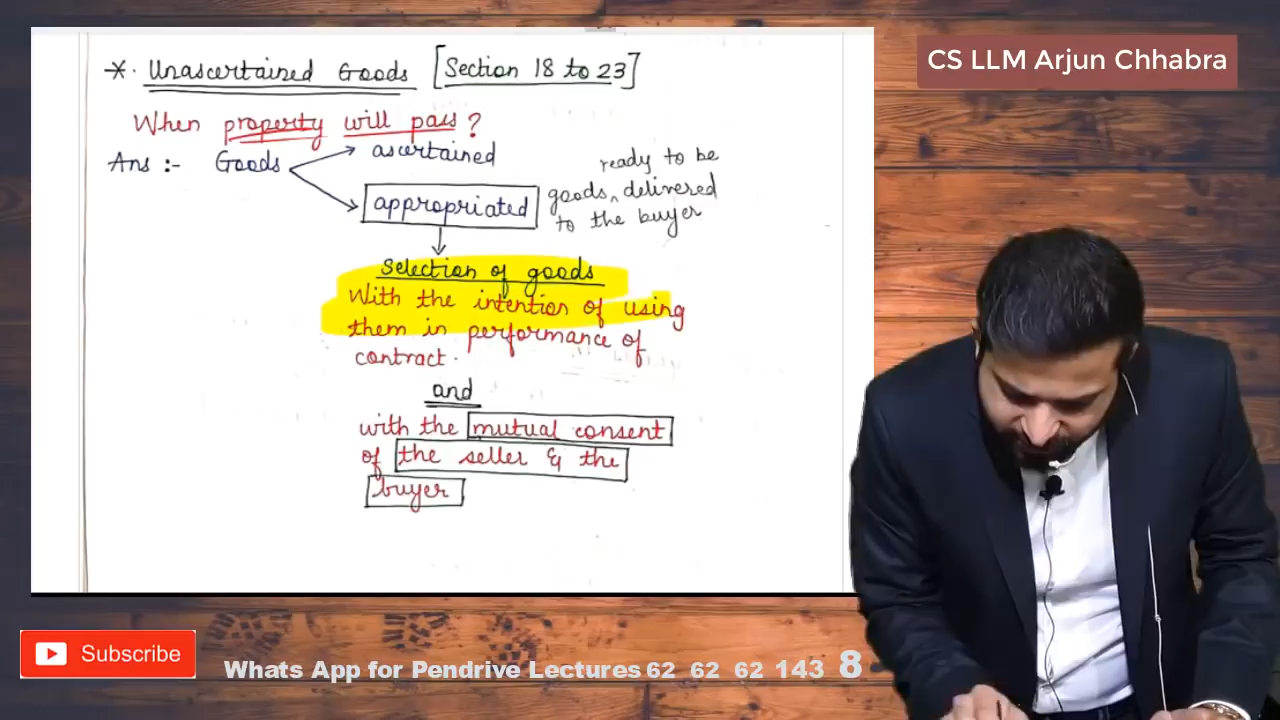 CS LLM Arjun Chhabra
* Unascertained Goods [Section 18 to 23]
When property will pass?
Ans :- Goods
ascertained
appropriated
ready to be
goods ^ delivered
to the buyer
Selection of goods
With the intention of using
them in performance of
contract.
and
with the mutual consent
of the seller & the
buyer
Subscribe
Whats App for Pendrive Lectures 62 62 62 143 8